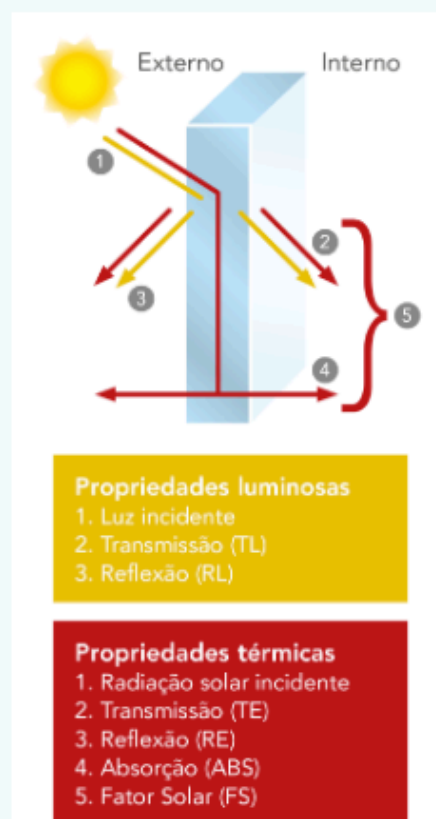 Externo Interno
1
2
3
5
4
Propriedades luminosas
1. Luz incidente
2. Transmissão (TL)
3. Reflexão (RL)
Propriedades térmicas
1. Radiação solar incidente
2. Transmissão (TE)
3. Reflexão (RE)
4. Absorção (ABS)
5. Fator Solar (FS)